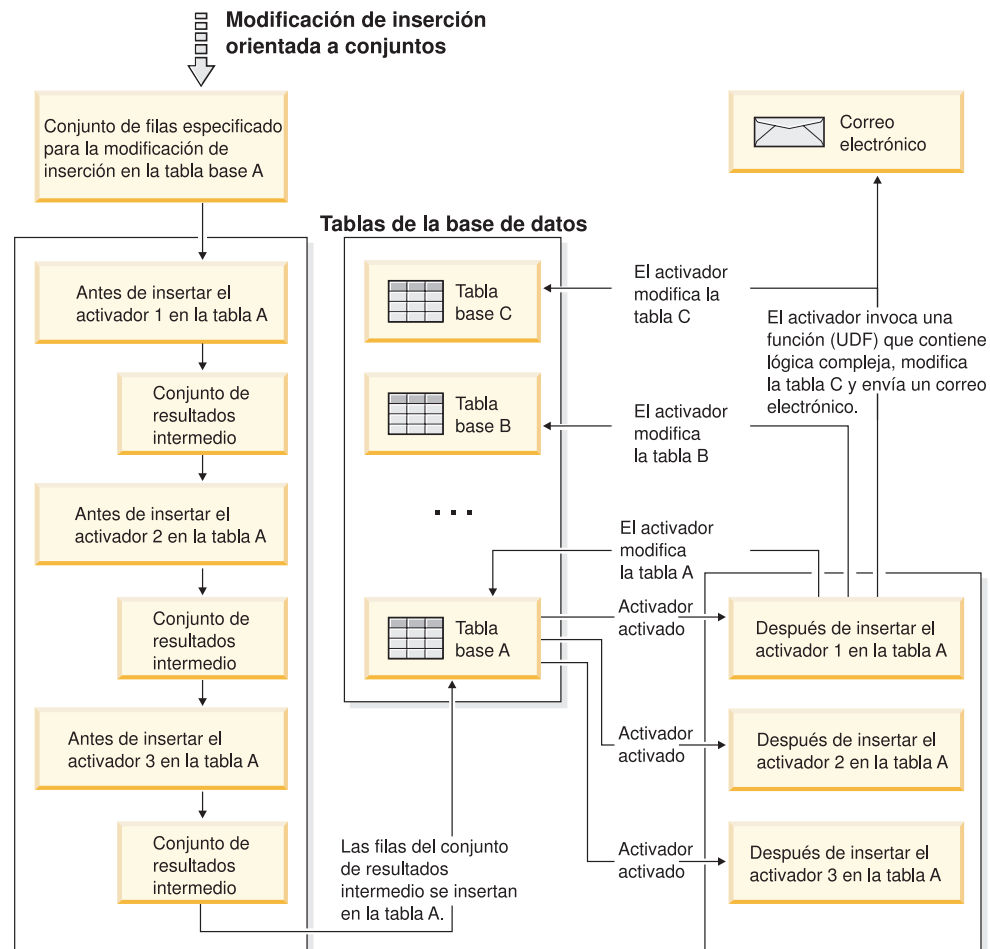 Modificación de inserción
orientada a conjuntos
Conjunto de filas especificado
para la modificación de
inserción en la tabla base A
Antes de insertar el
activador 1 en la tabla A
Conjunto de
resultados
intermedio
Antes de insertar el
activador 2 en la tabla A
Conjunto de
resultados
intermedio
Antes de insertar el
activador 3 en la tabla A
Conjunto de
resultados
intermedio
Las filas del conjunto
de resultados
intermedio se insertan
en la tabla A.
Tablas de la base de datos
Tabla
base C
Tabla
base B
...
Tabla
base A
El activador
modifica la
tabla C
El activador
modifica
la tabla B
El activador
modifica
la tabla A
Activador
activado
Activador
activado
Activador
activado
Correo
electrónico
El activador invoca una
función (UDF) que contiene
lógica compleja, modifica
la tabla C y envía un correo
electrónico.
Después de insertar el
activador 1 en la tabla A
Después de insertar el
activador 2 en la tabla A
Después de insertar el
activador 3 en la tabla A